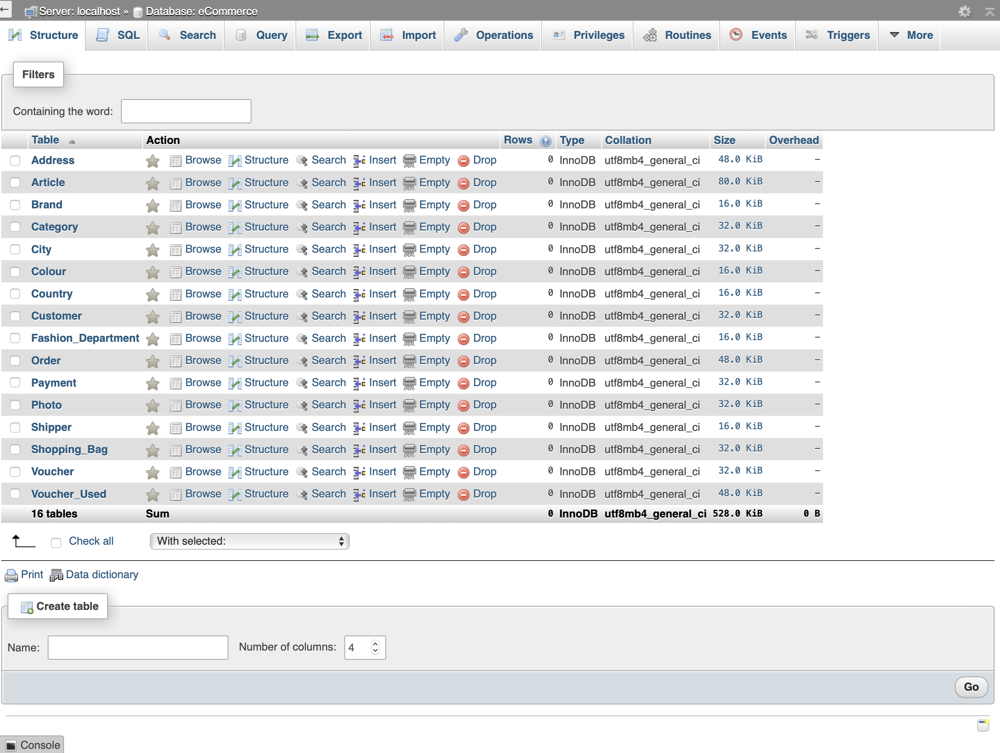 Server: localhost » Database: eCommerce
Structure SQL Search Query Export Import Operations Privileges Routines Events Triggers More
Filters
Containing the word:
Table Action Rows Type Collation Size Overhead
Address Browse Structure Search Insert Empty Drop 0 InnoDB utf8mb4_general_ci 48.0 KiB –
Article Browse Structure Search Insert Empty Drop 0 InnoDB utf8mb4_general_ci 80.0 KiB –
Brand Browse Structure Search Insert Empty Drop 0 InnoDB utf8mb4_general_ci 16.0 KiB –
Category Browse Structure Search Insert Empty Drop 0 InnoDB utf8mb4_general_ci 32.0 KiB –
City Browse Structure Search Insert Empty Drop 0 InnoDB utf8mb4_general_ci 32.0 KiB –
Colour Browse Structure Search Insert Empty Drop 0 InnoDB utf8mb4_general_ci 16.0 KiB –
Country Browse Structure Search Insert Empty Drop 0 InnoDB utf8mb4_general_ci 16.0 KiB –
Customer Browse Structure Search Insert Empty Drop 0 InnoDB utf8mb4_general_ci 32.0 KiB –
Fashion_Department Browse Structure Search Insert Empty Drop 0 InnoDB utf8mb4_general_ci 16.0 KiB –
Order Browse Structure Search Insert Empty Drop 0 InnoDB utf8mb4_general_ci 48.0 KiB –
Payment Browse Structure Search Insert Empty Drop 0 InnoDB utf8mb4_general_ci 32.0 KiB –
Photo Browse Structure Search Insert Empty Drop 0 InnoDB utf8mb4_general_ci 32.0 KiB –
Shipper Browse Structure Search Insert Empty Drop 0 InnoDB utf8mb4_general_ci 16.0 KiB –
Shopping_Bag Browse Structure Search Insert Empty Drop 0 InnoDB utf8mb4_general_ci 32.0 KiB –
Voucher Browse Structure Search Insert Empty Drop 0 InnoDB utf8mb4_general_ci 32.0 KiB –
Voucher_Used Browse Structure Search Insert Empty Drop 0 InnoDB utf8mb4_general_ci 48.0 KiB –
16 tables Sum 0 InnoDB utf8mb4_general_ci 528.0 KiB 0 B
Check all With selected:
Print Data dictionary
Create table
Name: Number of columns: 4
Go
Console